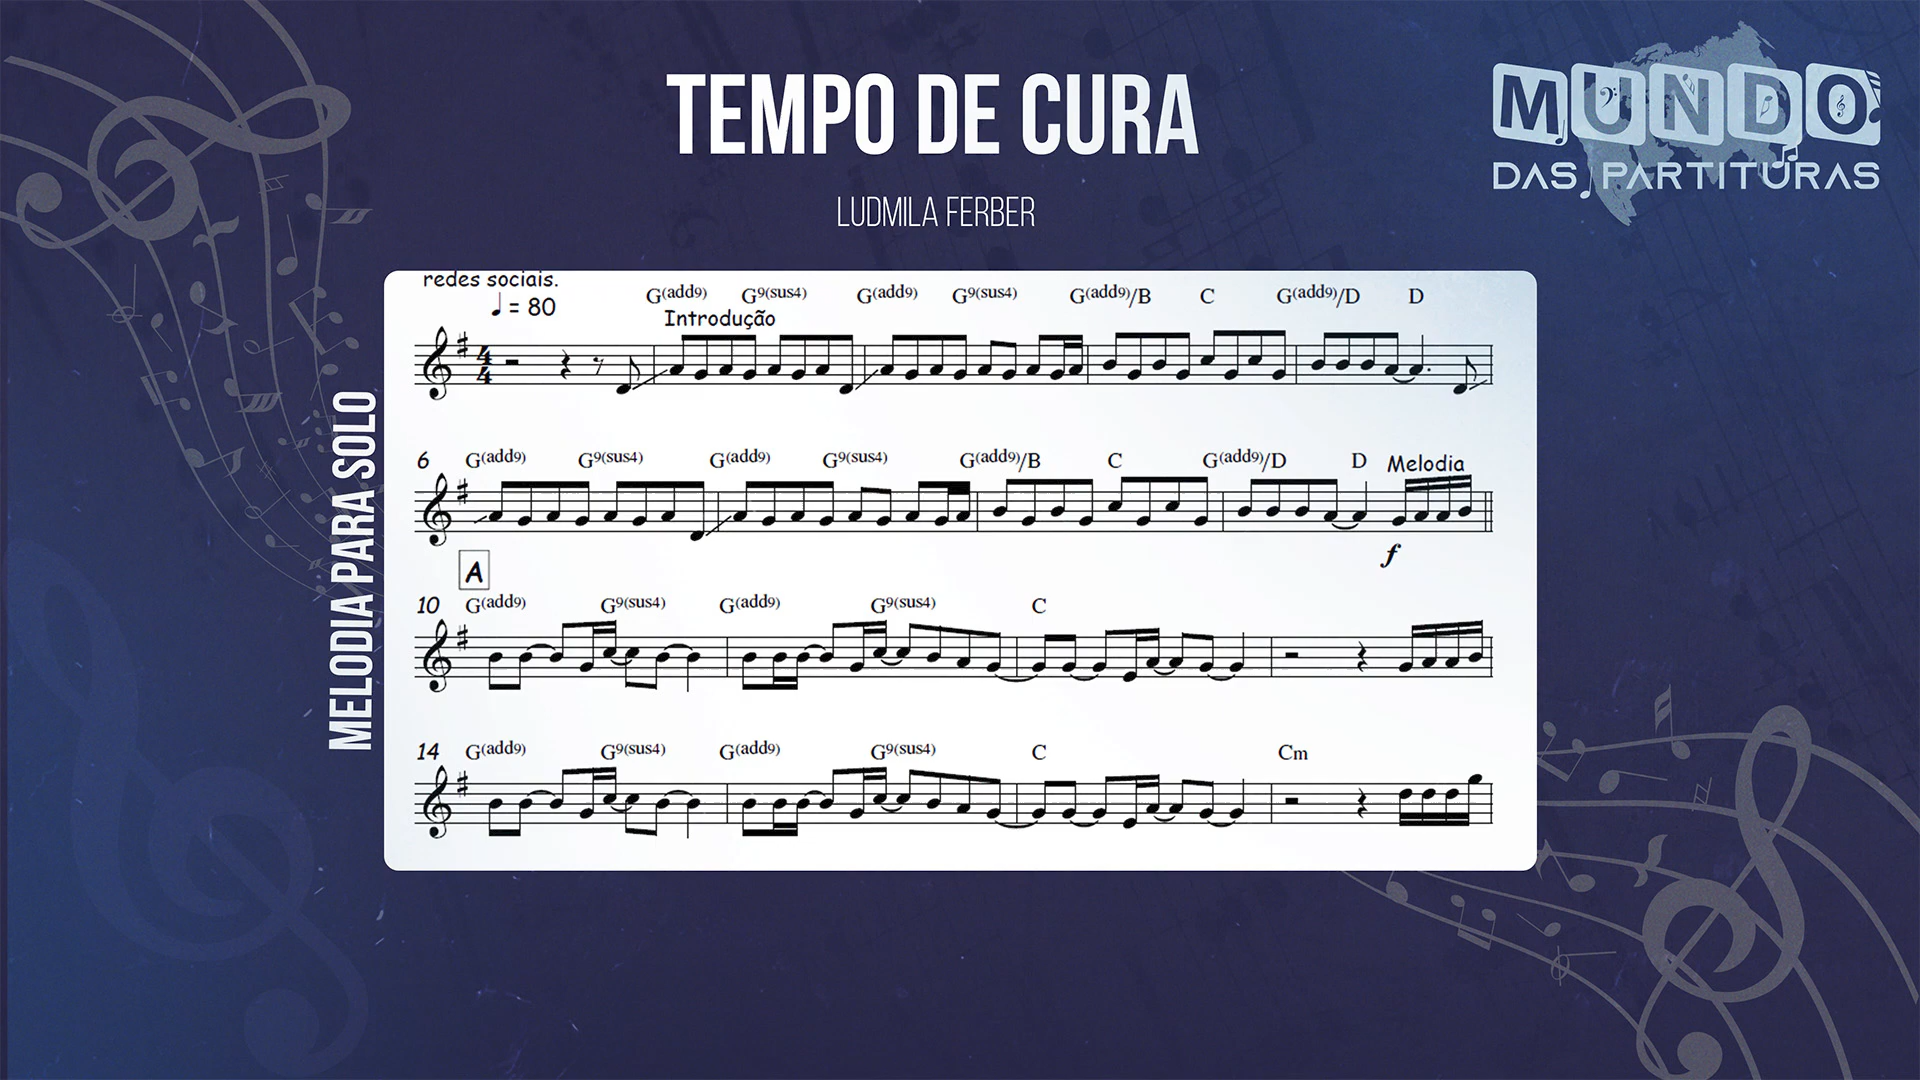 TEMPO DE CURA
LUDMILA FERBER
MUNDO
DAS PARTITURAS
MELODIA PARA SOLO
redes sociais.
♩ = 80
G(add9) G9(sus4) G(add9) G9(sus4) G(add9)/B C G(add9)/D D
Introdução
4
4
6 G(add9) G9(sus4) G(add9) G9(sus4) G(add9)/B C G(add9)/D D Melodia
f
A
10 G(add9) G9(sus4) G(add9) G9(sus4) C
14 G(add9) G9(sus4) G(add9) G9(sus4) C Cm